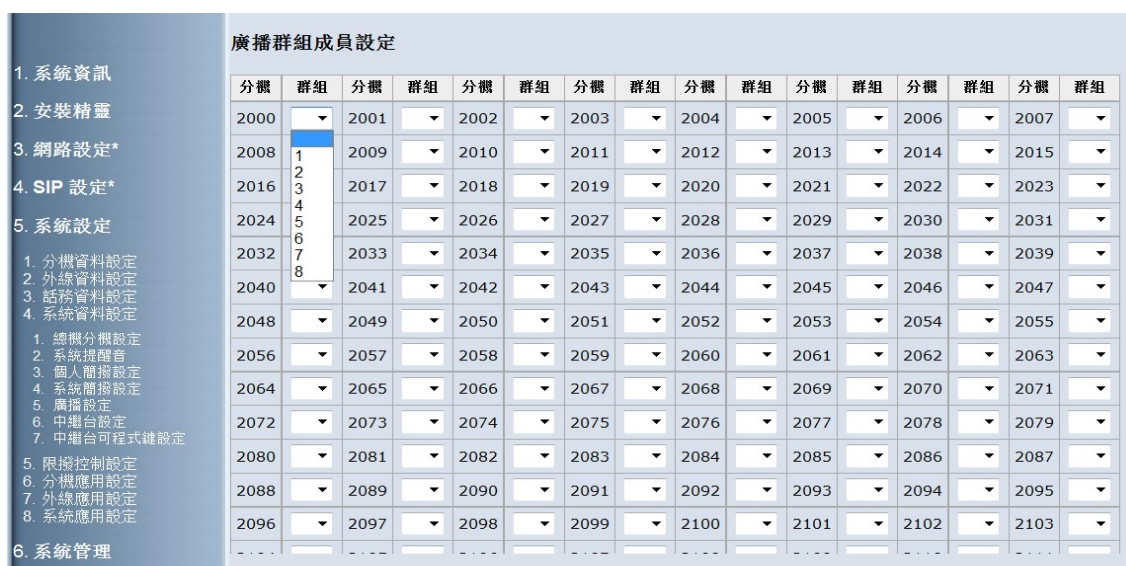 1. 系統資訊
2. 安裝精靈
3. 網路設定*
4. SIP 設定*
5. 系統設定
1. 分機資料設定
2. 外線資料設定
3. 話務資料設定
4. 系統資料設定
1. 總機分機設定
2. 系統提醒音
3. 個人簡撥設定
4. 系統簡撥設定
5. 廣播設定
6. 中繼台設定
7. 中繼台可程式鍵設定
5. 限撥控制設定
6. 分機應用設定
7. 外線應用設定
8. 系統應用設定
6. 系統管理
廣播群組成員設定
分機 群組 分機 群組 分機 群組 分機 群組 分機 群組 分機 群組 分機 群組 分機 群組
2000 2001 2002 2003 2004 2005 2006 2007
2008 2009 2010 2011 2012 2013 2014 2015
2016 2017 2018 2019 2020 2021 2022 2023
2024 2025 2026 2027 2028 2029 2030 2031
2032 2033 2034 2035 2036 2037 2038 2039
2040 2041 2042 2043 2044 2045 2046 2047
2048 2049 2050 2051 2052 2053 2054 2055
2056 2057 2058 2059 2060 2061 2062 2063
2064 2065 2066 2067 2068 2069 2070 2071
2072 2073 2074 2075 2076 2077 2078 2079
2080 2081 2082 2083 2084 2085 2086 2087
2088 2089 2090 2091 2092 2093 2094 2095
2096 2097 2098 2099 2100 2101 2102 2103
1
2
3
4
5
6
7
8